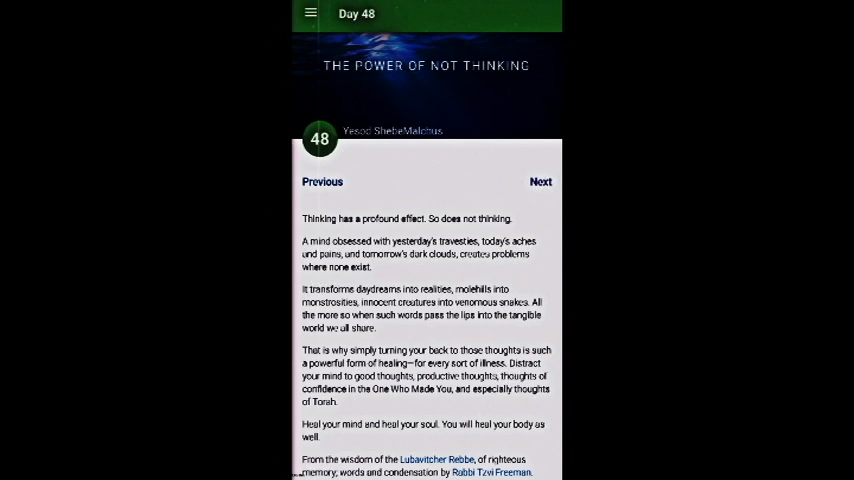 Day 48
THE POWER OF NOT THINKING
48
Yesod ShebeMalchus
Previous
Next
Thinking has a profound effect. So does not thinking.
A mind obsessed with yesterday's travesties, today's aches
and pains, and tomorrow's dark clouds, creates problems
where none exist.
It transforms daydreams into realities, molehills into
monstrosities, innocent creatures into venomous snakes. All
the more so when such words pass the lips into the tangible
world we all share.
That is why simply turning your back to those thoughts is such
a powerful form of healing—for every sort of illness. Distract
your mind to good thoughts, productive thoughts, thoughts of
confidence in the One Who Made You, and especially thoughts
of Torah.
Heal your mind and heal your soul. You will heal your body as
well.
From the wisdom of the Lubavitcher Rebbe, of righteous
memory; words and condensation by Rabbi Tzvi Freeman.